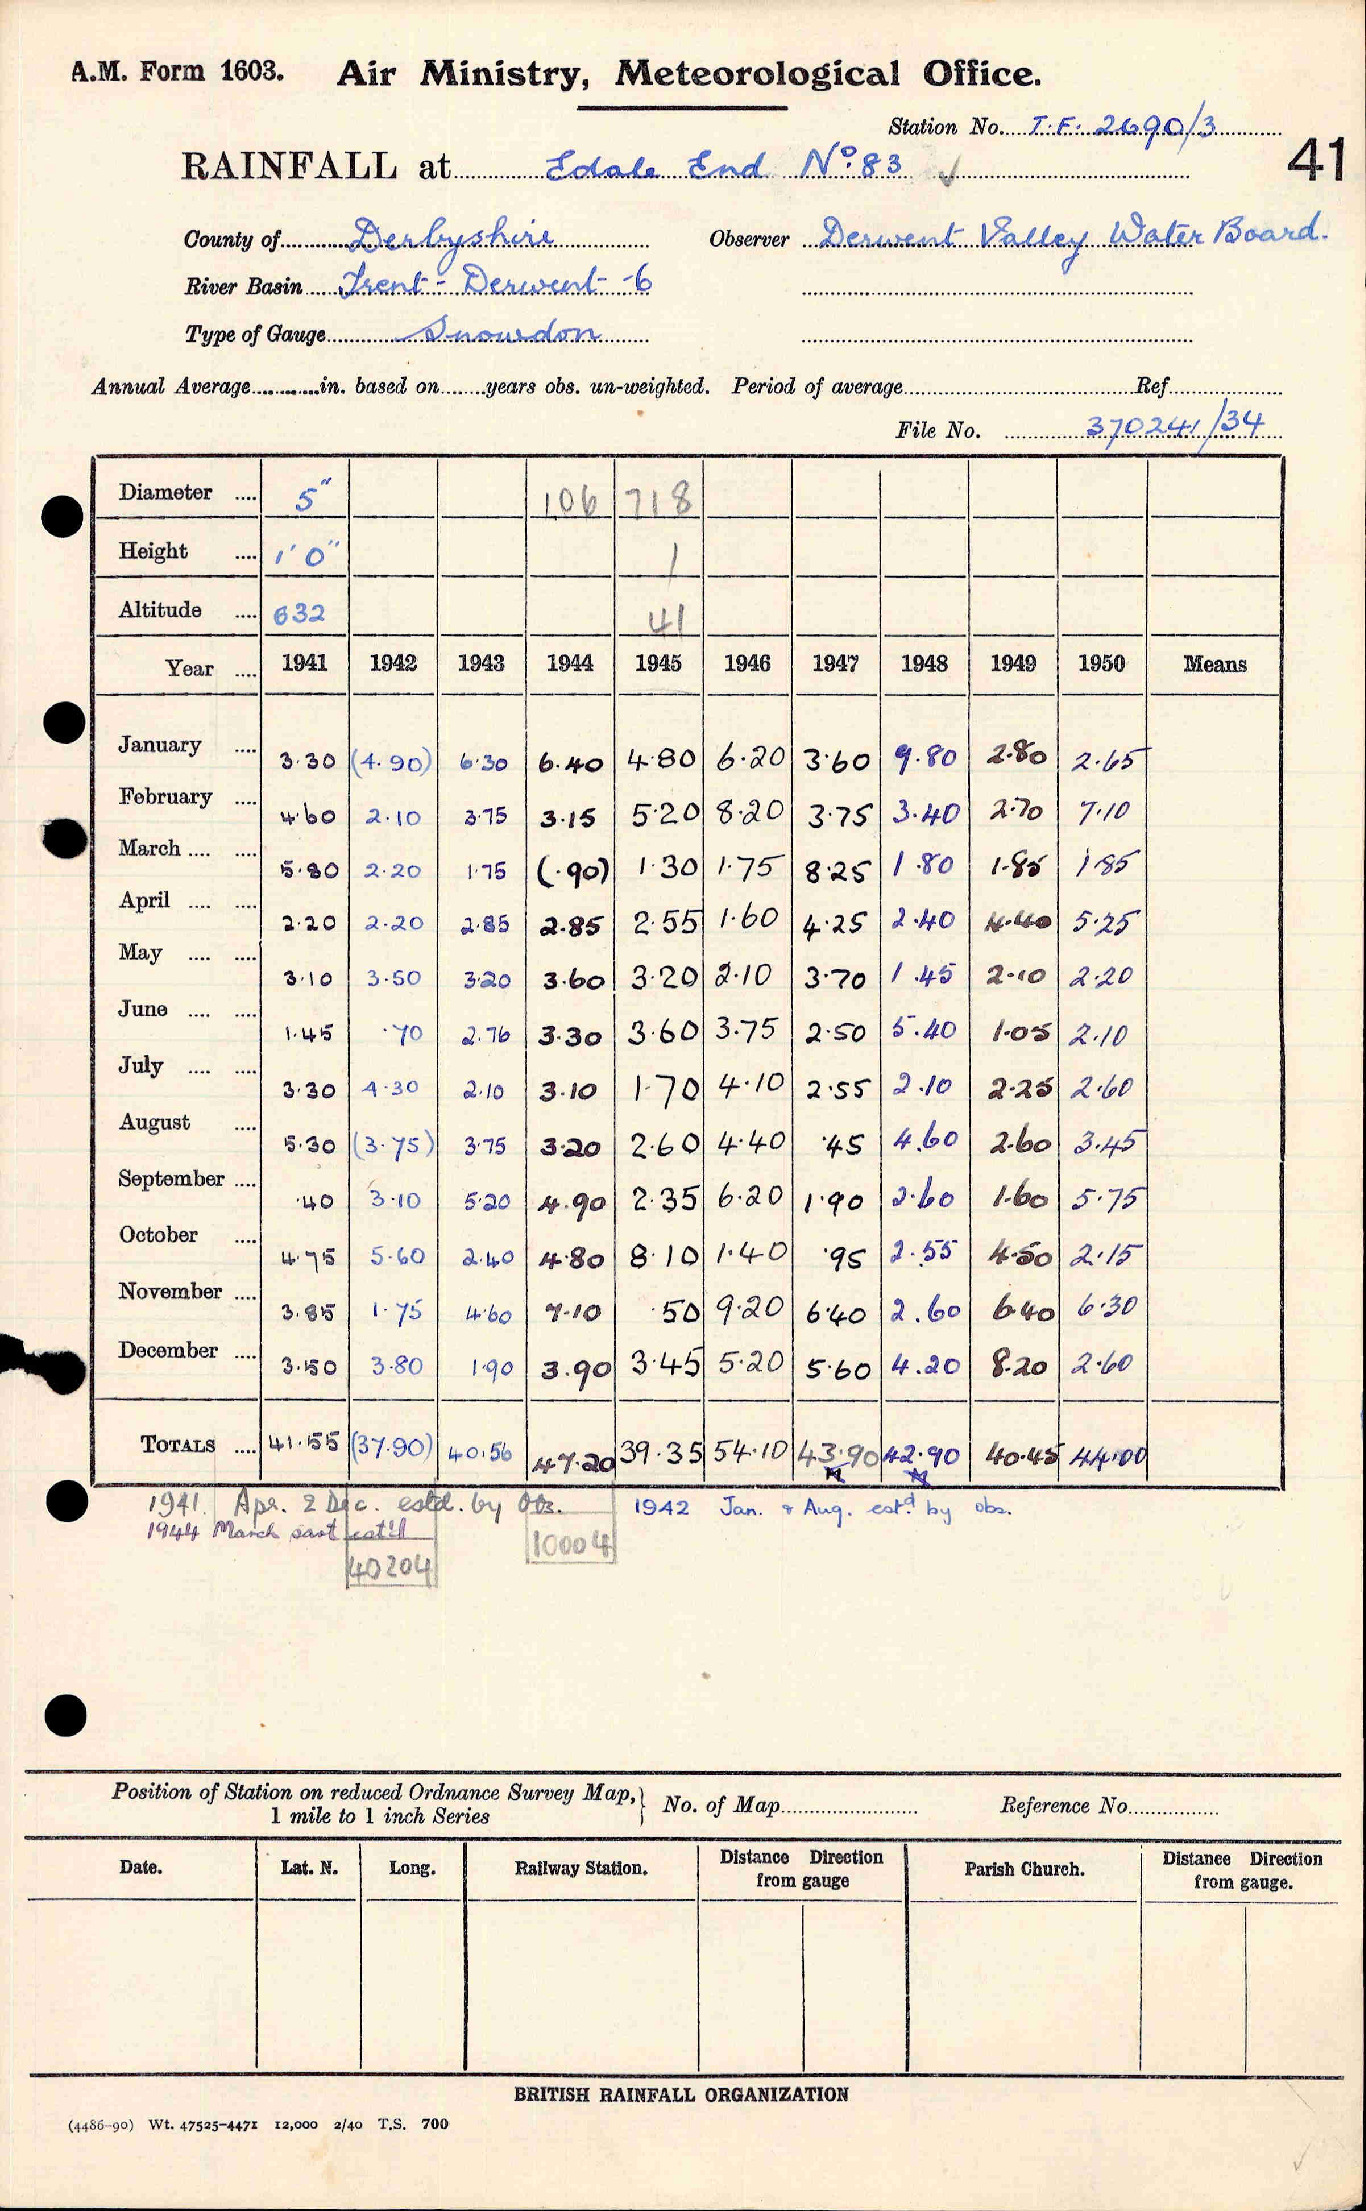 A.M. Form 1603. Air Ministry, Meteorological Office.
Station No. T.F. 2690/3
41
RAINFALL at Edale End No. 83 ✓
County of Derbyshire Observer Derwent Valley Water Board.
River Basin Trent - Derwent - 6
Type of Gauge Snowdon
Annual Average in. based on years obs. un-weighted. Period of average Ref
File No. 370241/34
Diameter 5" 106 718
Height 1' 0" 1
Altitude 632 41
Year 1941 1942 1943 1944 1945 1946 1947 1948 1949 1950 Means
January 3.30 (4.90) 6.30 6.40 4.80 6.20 3.60 9.80 2.80 2.65
February 4.60 2.10 3.75 3.15 5.20 8.20 3.75 3.40 2.70 7.10
March 5.80 2.20 1.75 (.90) 1.30 1.75 8.25 1.80 1.85 1.85
April 2.20 2.20 2.85 2.85 2.55 1.60 4.25 2.40 4.40 5.25
May 3.10 3.50 3.20 3.60 3.20 2.10 3.70 1.45 2.10 2.20
June 1.45 .70 2.76 3.30 3.60 3.75 2.50 5.40 1.05 2.10
July 3.30 4.30 2.10 3.10 1.70 4.10 2.55 2.10 2.25 2.60
August 5.30 (3.75) 3.75 3.20 2.60 4.40 .45 4.60 2.60 3.45
September .40 3.10 5.20 4.90 2.35 6.20 1.90 2.60 1.60 5.75
October 4.75 5.60 2.40 4.80 8.10 1.40 .95 2.55 4.50 2.15
November 3.85 1.75 4.60 7.10 .50 9.20 6.40 2.60 6.40 6.30
December 3.50 3.80 1.90 3.90 3.45 5.20 5.60 4.20 8.20 2.60
TOTALS 41.55 (37.90) 40.56 47.20 39.35 54.10 43.90 42.90 40.45 44.00
1941 Apr. 2 Dec. estd. by Obs. 1942 Jan. & Aug. estd by obs.
1944 March part estd
10004
40204
Position of Station on reduced Ordnance Survey Map, 1 mile to 1 inch Series } No. of Map Reference No.
Date. Lat. N. Long. Railway Station. Distance Direction from gauge Parish Church. Distance Direction from gauge.
BRITISH RAINFALL ORGANIZATION
(4486-90) Wt. 47525-4471 12,000 2/40 T.S. 700